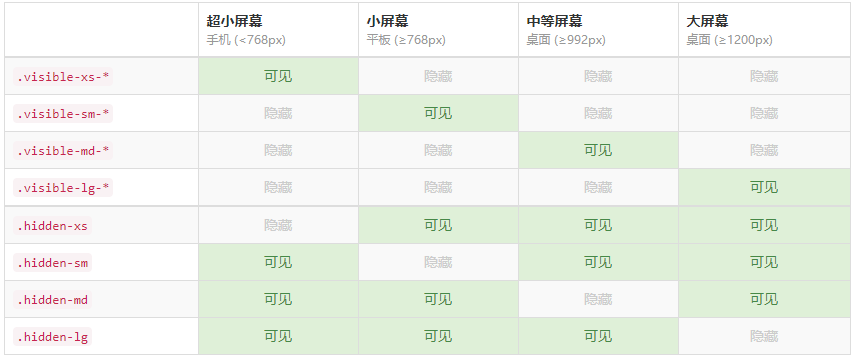 超小屏幕 小屏幕 中等屏幕 大屏幕
手机 (<768px) 平板 (≥768px) 桌面 (≥992px) 桌面 (≥1200px)
.visible-xs-* 可见 隐藏 隐藏 隐藏
.visible-sm-* 隐藏 可见 隐藏 隐藏
.visible-md-* 隐藏 隐藏 可见 隐藏
.visible-lg-* 隐藏 隐藏 隐藏 可见
.hidden-xs 隐藏 可见 可见 可见
.hidden-sm 可见 隐藏 可见 可见
.hidden-md 可见 可见 隐藏 可见
.hidden-lg 可见 可见 可见 隐藏